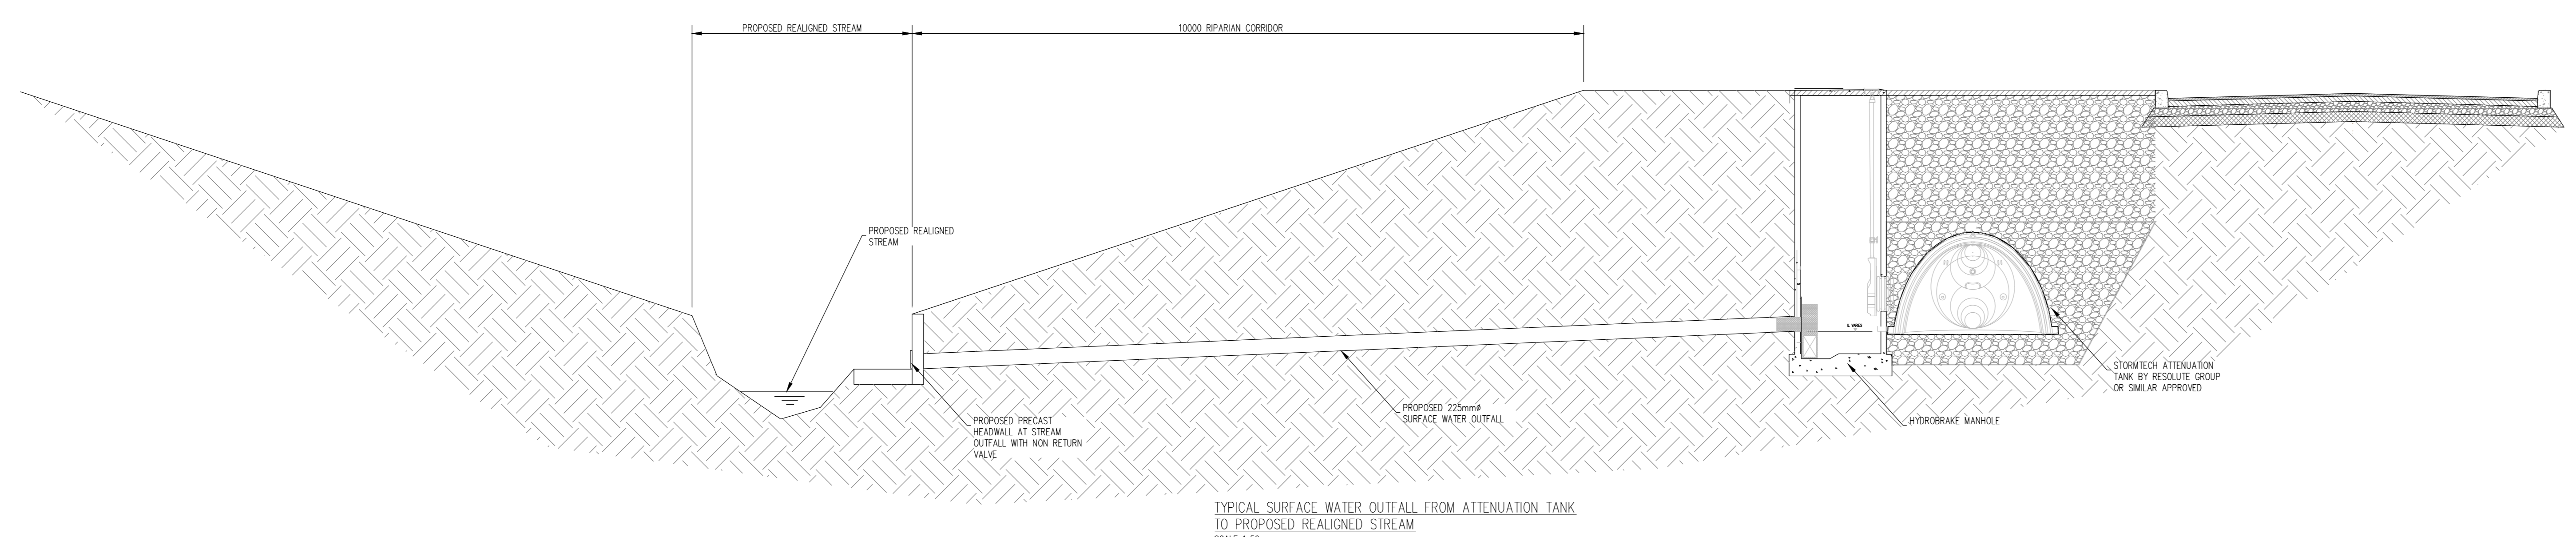 PROPOSED REALIGNED STREAM
10000 RIPARIAN CORRIDOR
PROPOSED REALIGNED
STREAM
IL VARIES
STORMTECH ATTENUATION
TANK BY RESOLUTE GROUP
OR SIMILAR APPROVED
PROPOSED 225mmØ
SURFACE WATER OUTFALL
PROPOSED PRECAST
HEADWALL AT STREAM
OUTFALL WITH NON RETURN
VALVE
HYDROBRAKE MANHOLE
TYPICAL SURFACE WATER OUTFALL FROM ATTENUATION TANK
TO PROPOSED REALIGNED STREAM